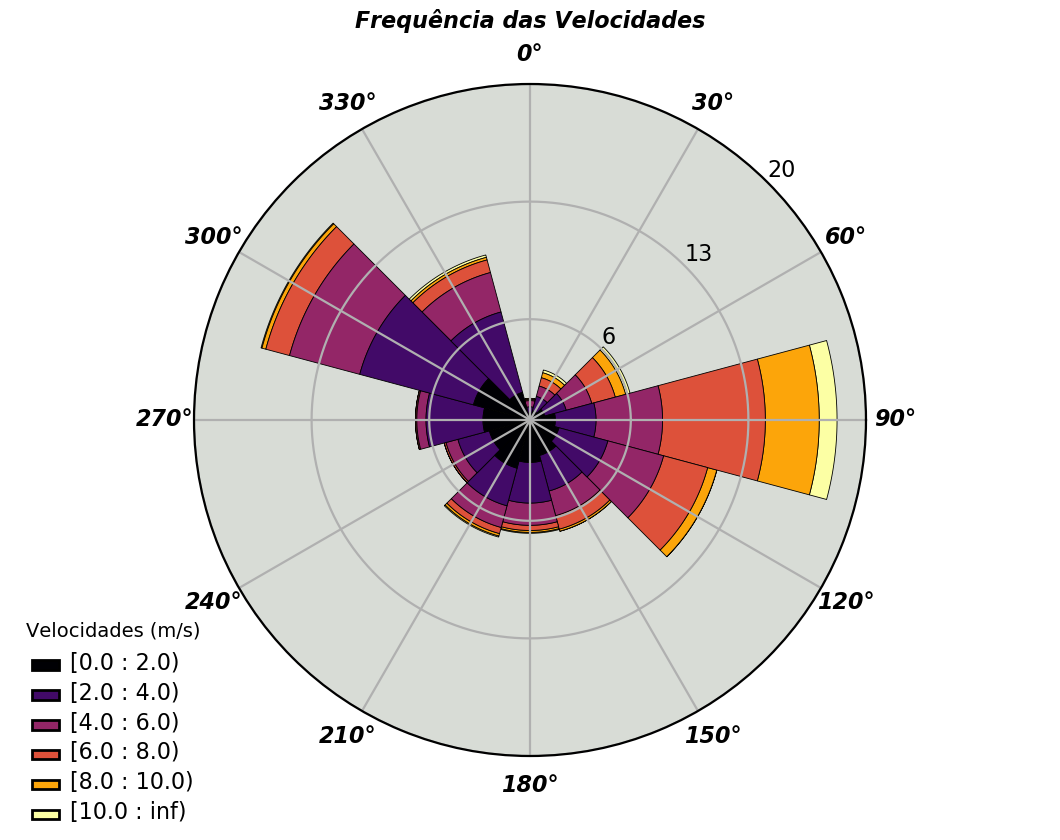 Frequência das Velocidades
0°
330°
30°
20
300°
60°
13
6
270°
90°
240°
120°
210°
150°
180°
Velocidades (m/s)
[0.0 : 2.0)
[2.0 : 4.0)
[4.0 : 6.0)
[6.0 : 8.0)
[8.0 : 10.0)
[10.0 : inf)